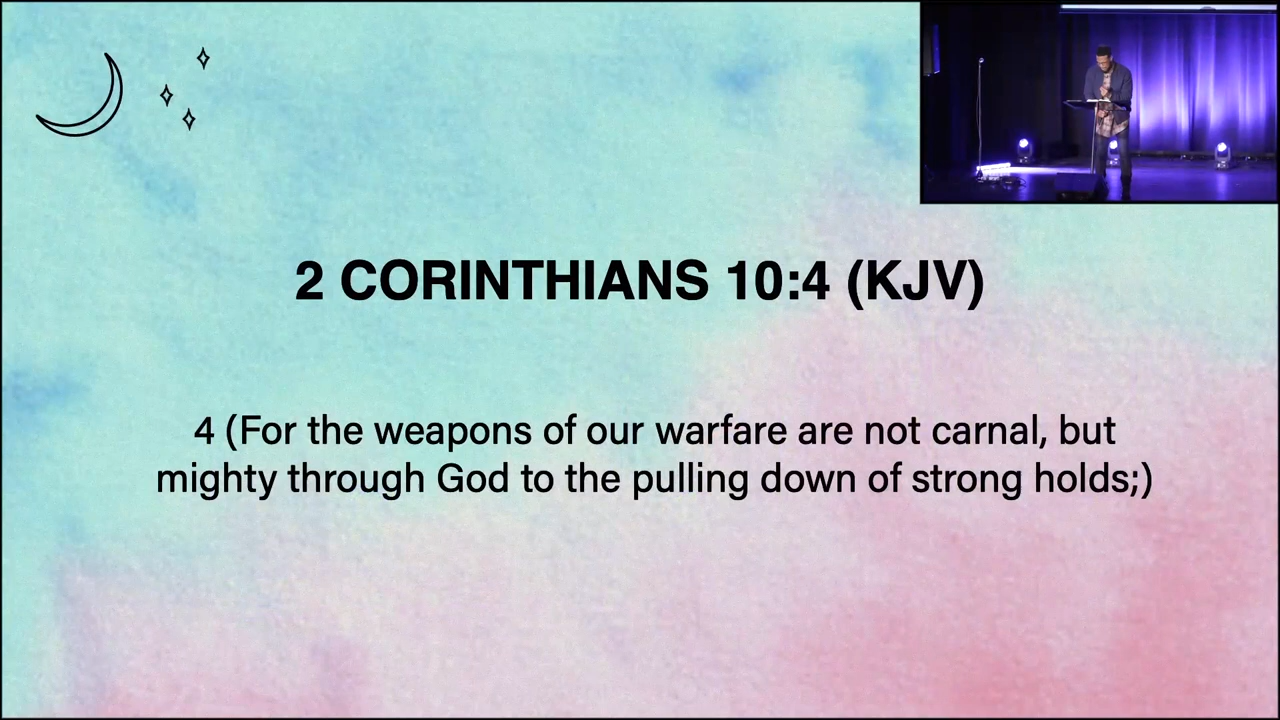 2 CORINTHIANS 10:4 (KJV)
4 (For the weapons of our warfare are not carnal, but
mighty through God to the pulling down of strong holds;)